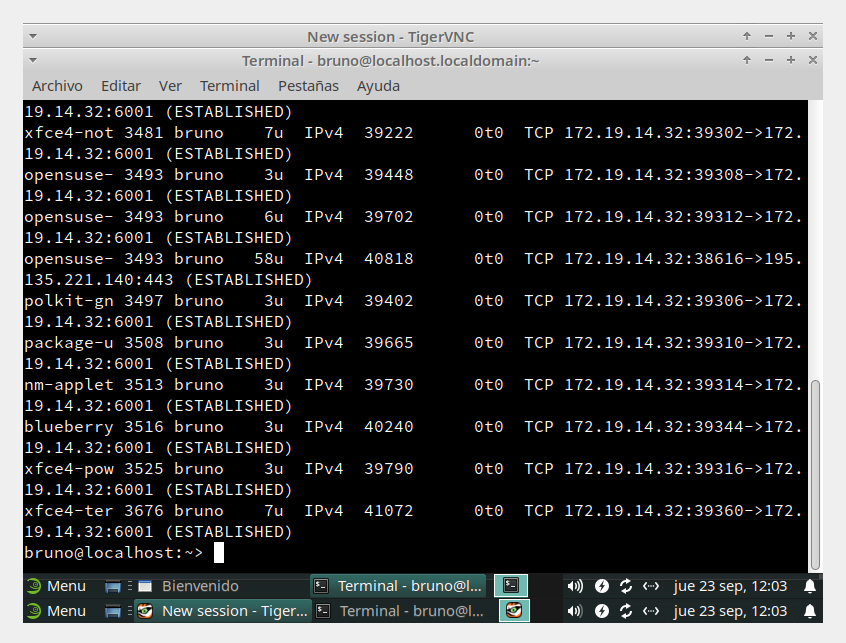 New session - TigerVNC
Terminal - bruno@localhost.localdomain:~
Archivo Editar Ver Terminal Pestañas Ayuda
19.14.32:6001 (ESTABLISHED)
xfce4-not 3481 bruno    7u  IPv4  39222      0t0  TCP 172.19.14.32:39302->172.
19.14.32:6001 (ESTABLISHED)
opensuse- 3493 bruno    3u  IPv4  39448      0t0  TCP 172.19.14.32:39308->172.
19.14.32:6001 (ESTABLISHED)
opensuse- 3493 bruno    6u  IPv4  39702      0t0  TCP 172.19.14.32:39312->172.
19.14.32:6001 (ESTABLISHED)
opensuse- 3493 bruno   58u  IPv4  40818      0t0  TCP 172.19.14.32:38616->195.
135.221.140:443 (ESTABLISHED)
polkit-gn 3497 bruno    3u  IPv4  39402      0t0  TCP 172.19.14.32:39306->172.
19.14.32:6001 (ESTABLISHED)
package-u 3508 bruno    3u  IPv4  39665      0t0  TCP 172.19.14.32:39310->172.
19.14.32:6001 (ESTABLISHED)
nm-applet 3513 bruno    3u  IPv4  39730      0t0  TCP 172.19.14.32:39314->172.
19.14.32:6001 (ESTABLISHED)
blueberry 3516 bruno    3u  IPv4  40240      0t0  TCP 172.19.14.32:39344->172.
19.14.32:6001 (ESTABLISHED)
xfce4-pow 3525 bruno    3u  IPv4  39790      0t0  TCP 172.19.14.32:39316->172.
19.14.32:6001 (ESTABLISHED)
xfce4-ter 3676 bruno    7u  IPv4  41072      0t0  TCP 172.19.14.32:39360->172.
19.14.32:6001 (ESTABLISHED)
bruno@localhost:~>
Menu Bienvenido Terminal - bruno@l... jue 23 sep, 12:03
Menu New session - Tiger... Terminal - bruno@l... jue 23 sep, 12:03